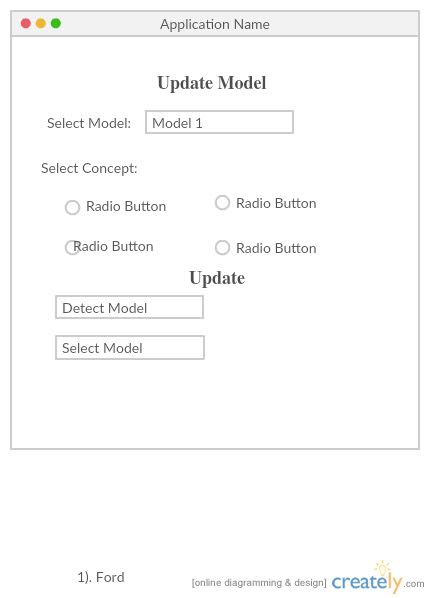 Application Name
Update Model
Select Model: Model 1
Select Concept:
Radio Button Radio Button
Radio Button Radio Button
Update
Detect Model
Select Model
1). Ford
[online diagramming & design] creately.com